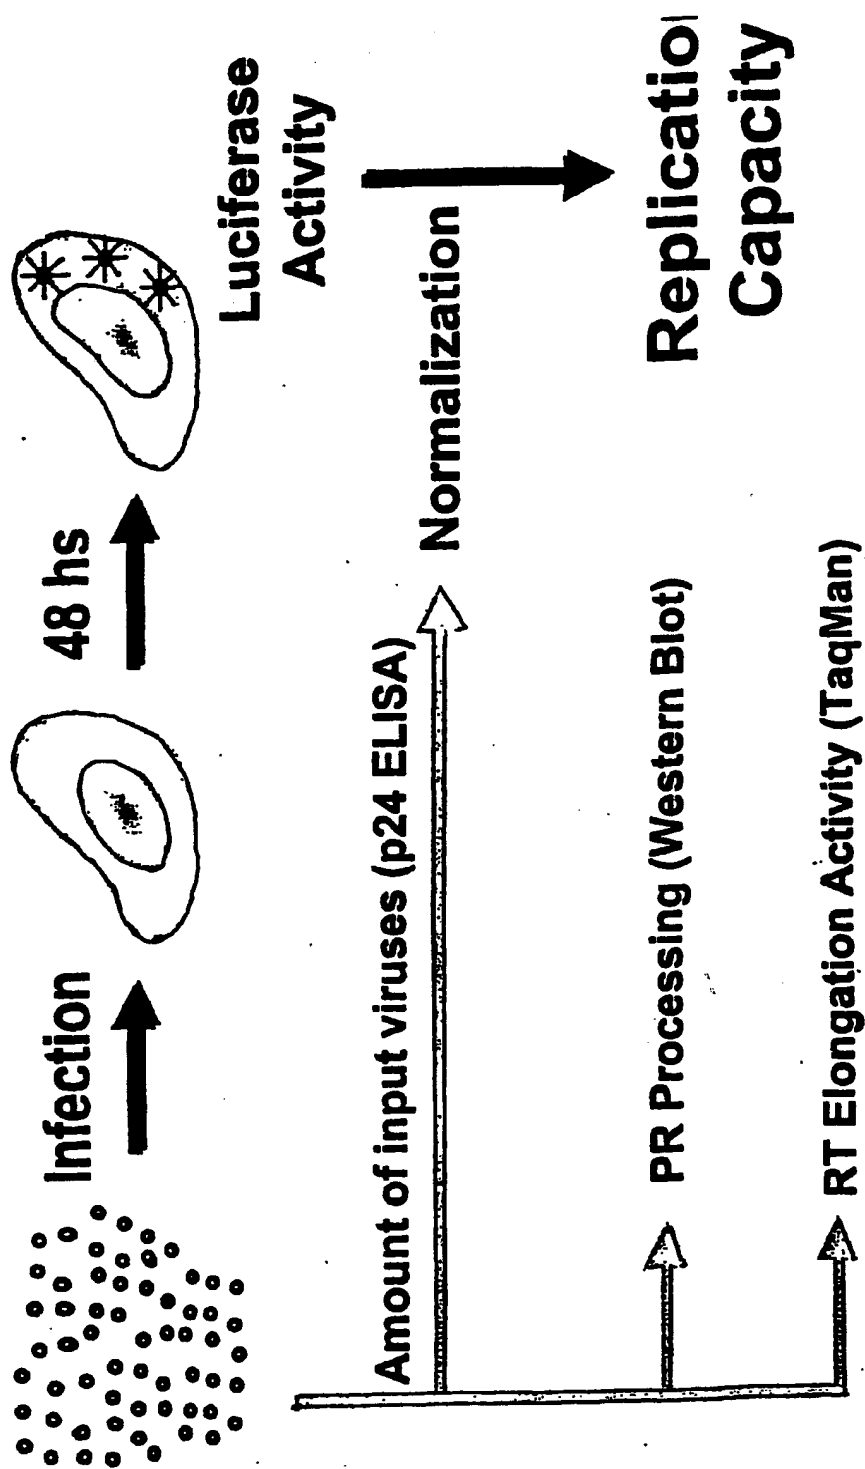 Infection
48 hs
Luciferase
Activity
Amount of input viruses (p24 ELISA)
Normalization
PR Processing (Western Blot)
RT Elongation Activity (TaqMan)
Replicatio
Capacity